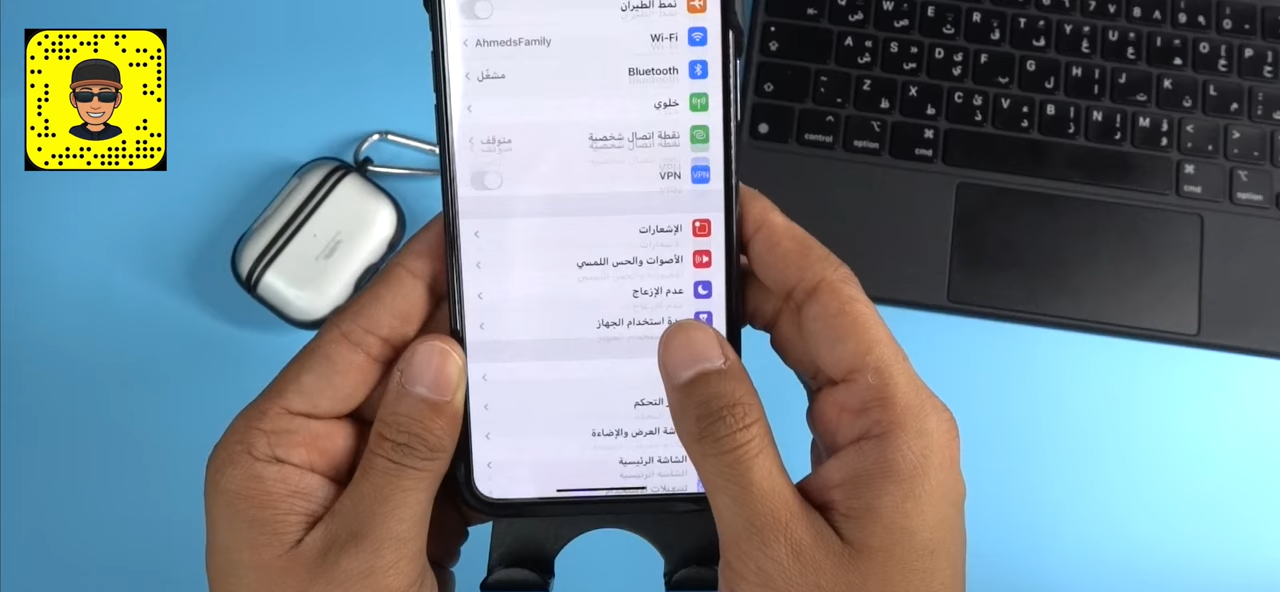 نمط الطيران
Wi-Fi AhmedsFamily
Bluetooth مشغّل
خلوي
نقطة اتصال شخصية متوقف
VPN VPN
الإشعارات
الأصوات والحس اللمسي
عدم الإزعاج
استخدام الجهاز
التحكم
العرض والإضاءة
الشاشة الرئيسية
W ص
E ث
R ق
T ف
Y غ
A ش
S س
D ي
F ب
G ل
H ا
J ت
K
L
Z ظ
X
C
V
B
N
M
control
option
cmd
cmd
option